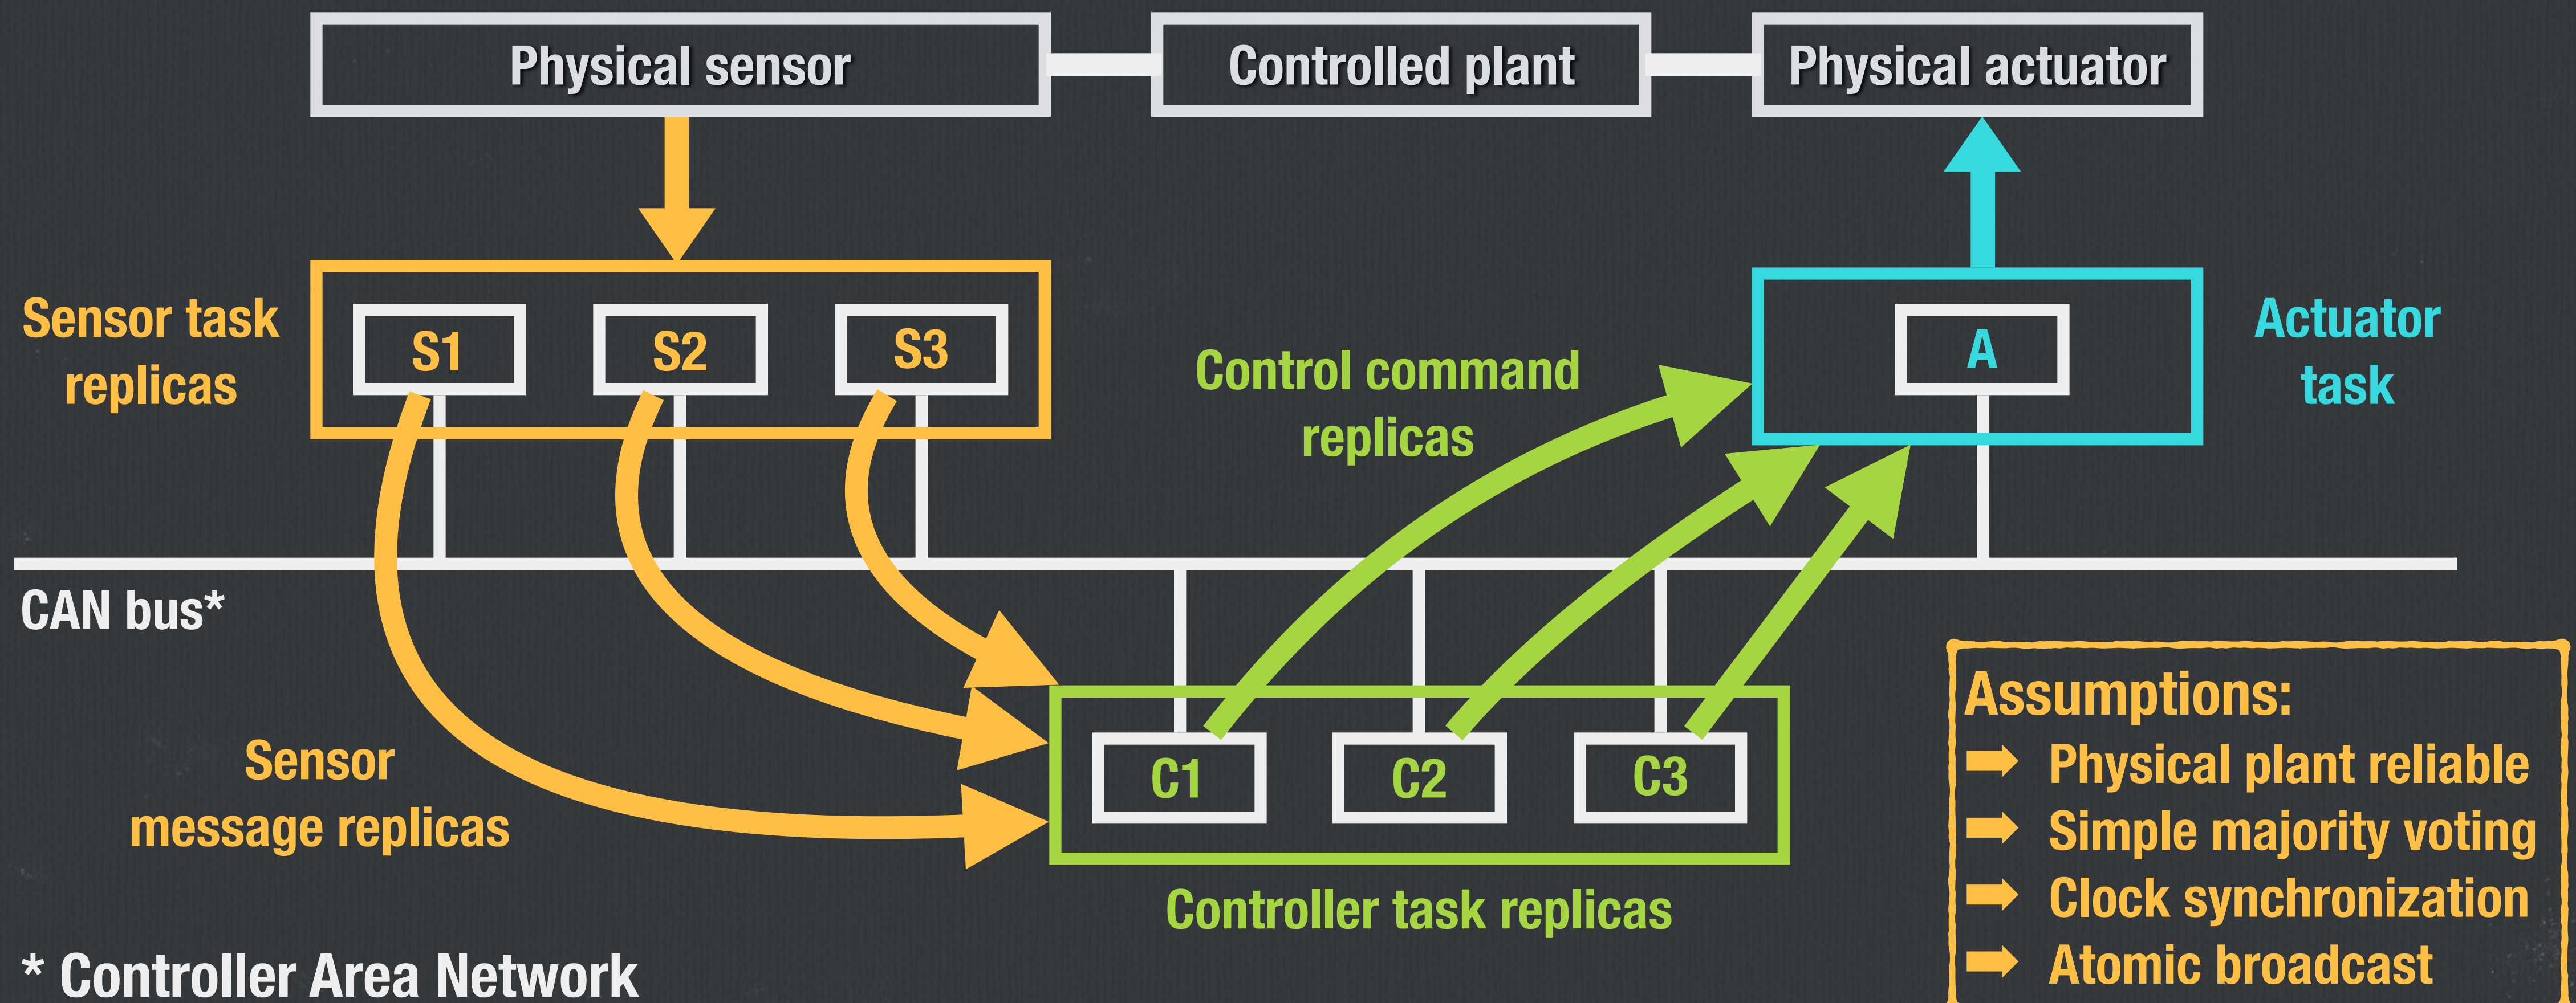 Physical sensor
Controlled plant
Physical actuator
Sensor task
replicas
S1
S2
S3
Control command
replicas
A
Actuator
task
CAN bus*
Sensor
message replicas
C1
C2
C3
Controller task replicas
Assumptions:
Physical plant reliable
Simple majority voting
Clock synchronization
Atomic broadcast
* Controller Area Network